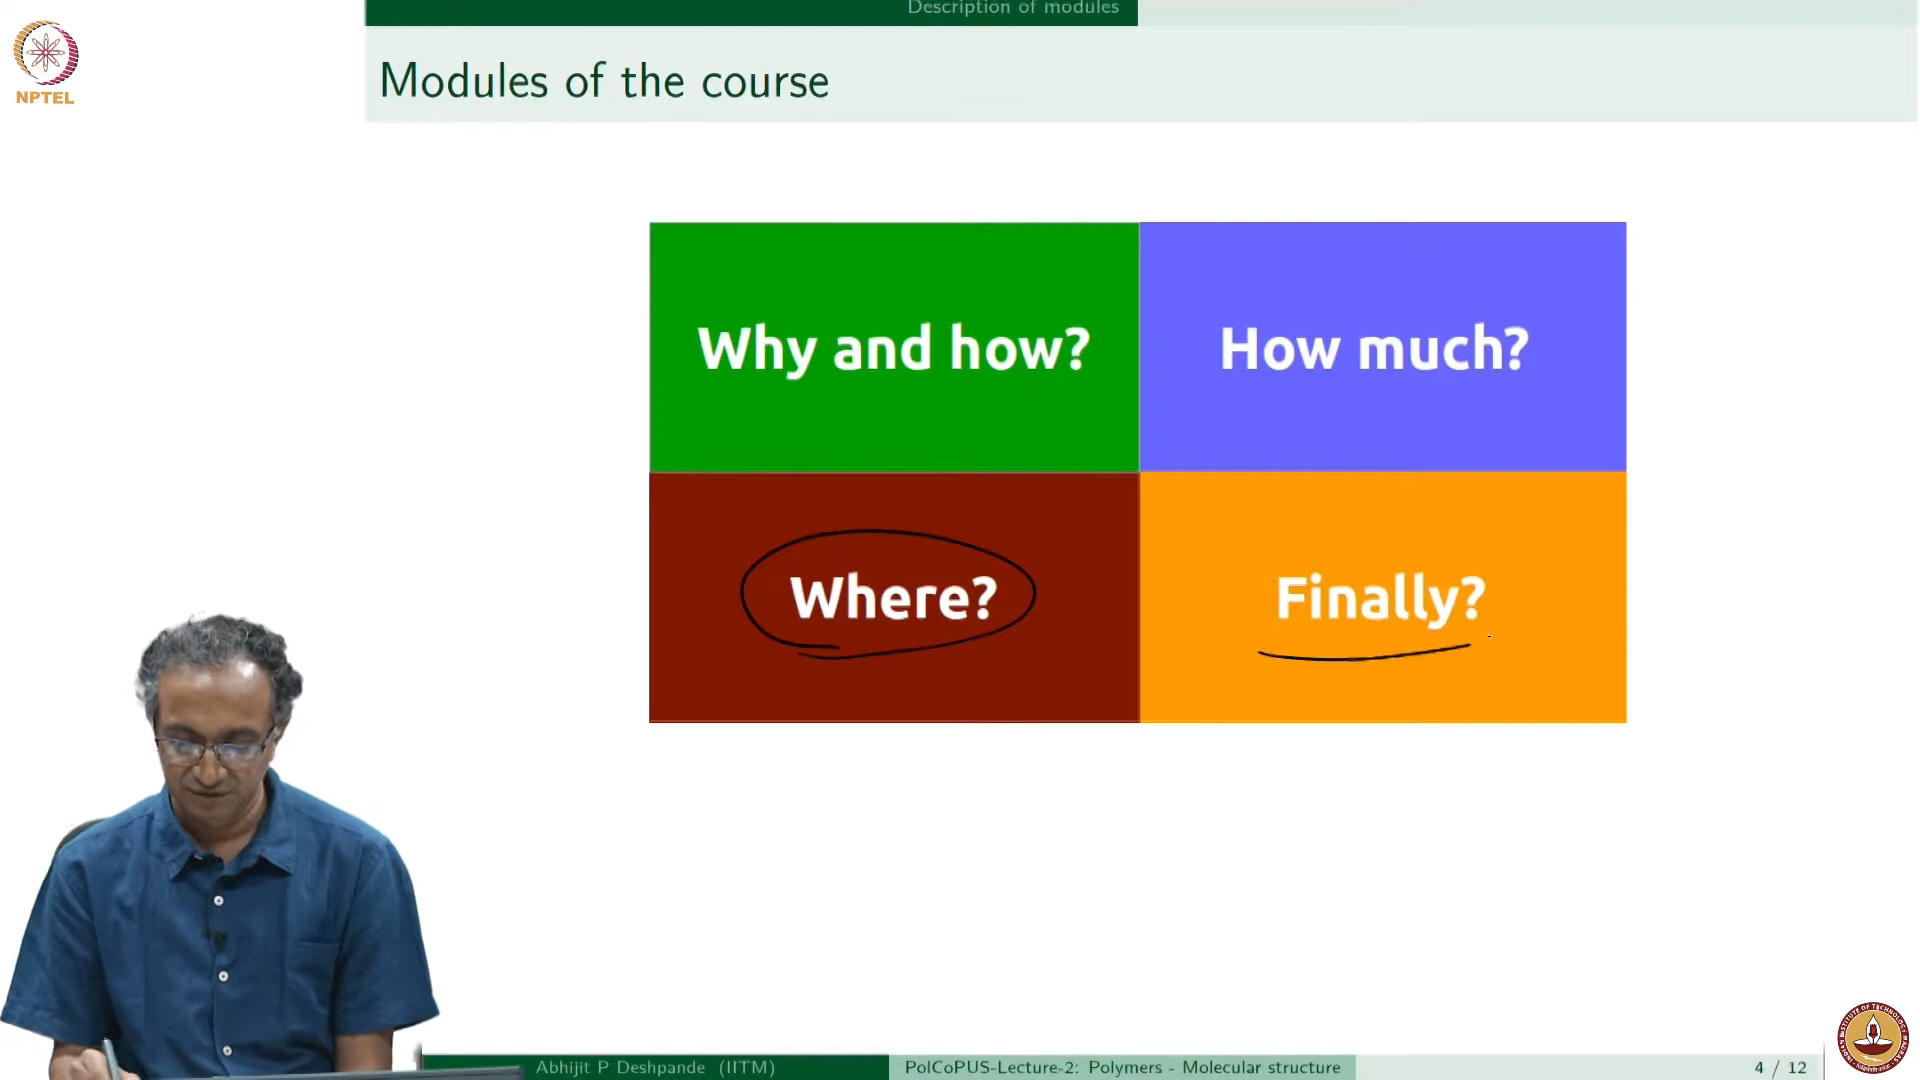 Description of modules
NPTEL
Modules of the course
Why and how?
How much?
Where?
Finally?
Abhijit P Deshpande (IITM)
PolCoPUS-Lecture-2: Polymers - Molecular structure
4 / 12